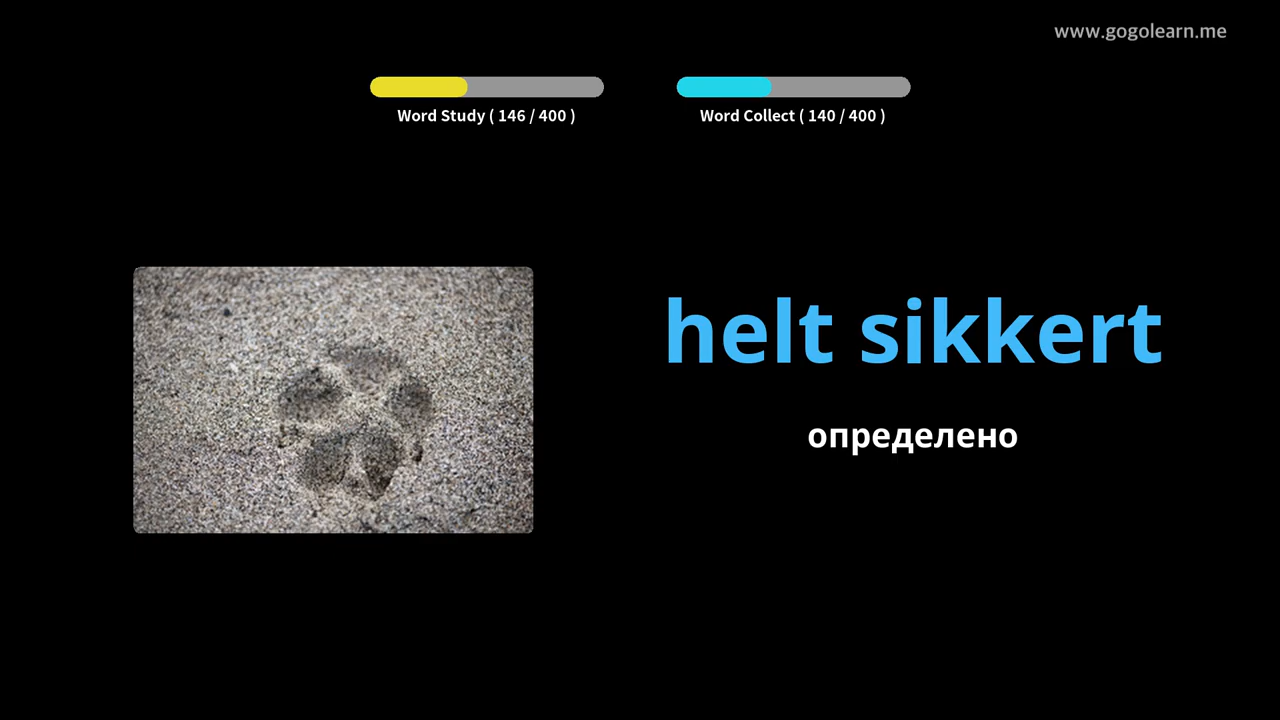 www.gogolearn.me
Word Study ( 146 / 400 )
Word Collect ( 140 / 400 )
helt sikkert
определено